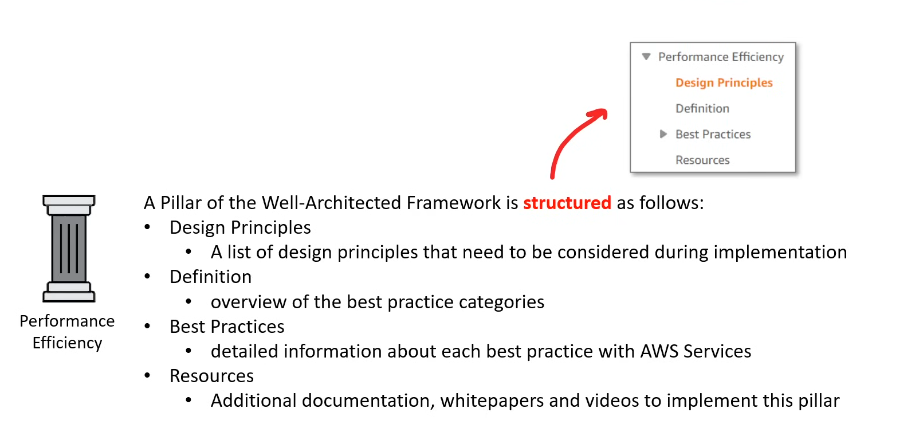 Performance Efficiency
Design Principles
Definition
Best Practices
Resources
A Pillar of the Well-Architected Framework is structured as follows:
• Design Principles
• A list of design principles that need to be considered during implementation
• Definition
• overview of the best practice categories
• Best Practices
• detailed information about each best practice with AWS Services
• Resources
• Additional documentation, whitepapers and videos to implement this pillar
Performance
Efficiency